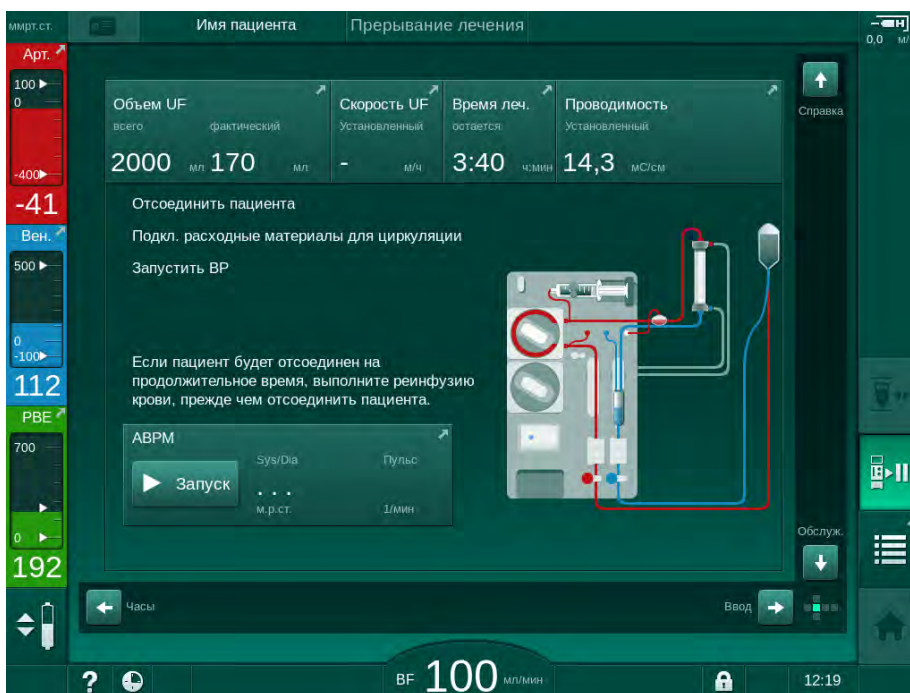 ммрт.ст.
Имя пациента
Прерывание лечения
0,0 м/
Арт.
100
0
-400
-41
Вен.
500
0
-100
112
PBE
700
0
192
Объем UF
всего фактический
2000 мл 170 мл
Скорость UF
Установленный
- м/ч
Время леч.
остается
3:40 ч:мин
Проводимость
Установленный
14,3 мС/см
Справка
Отсоединить пациента
Подкл. расходные материалы для циркуляции
Запустить BP
Если пациент будет отсоединен на
продолжительное время, выполните реинфузию
крови, прежде чем отсоединить пациента.
ABPM
Запуск
Sys/Dia
Пульс
. . .
м.р.ст.
1/мин
Обслуж.
Часы
Ввод
?
BF 100 мл/мин
12:19